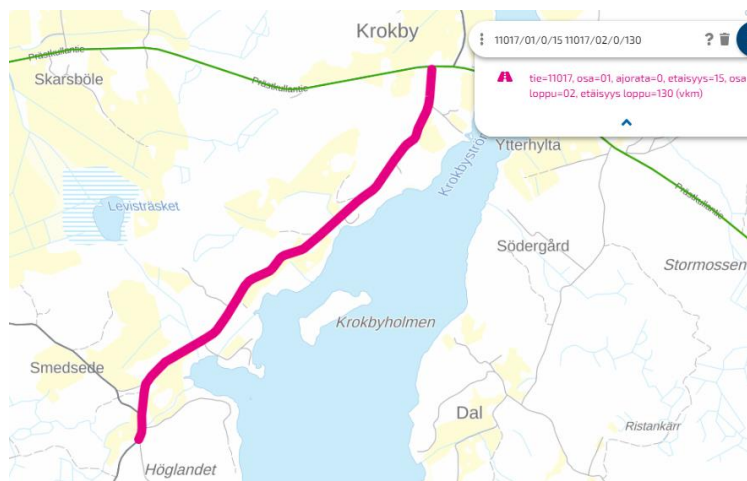 Krokby
11017/01/0/15 11017/02/0/130
?
Prästkullantie
Skarsböle
Prästkullantie
tie=11017, osa=01, ajorata=0, etaisyys=15, osa
loppu=02, etäisyys loppu=130 (vkm)
Ytterhylta
Krokbyström
Levisträsket
Prästkullantie
Södergård
Stormossen
Krokbyholmen
Smedsede
Dal
Ristankärr
Höglandet